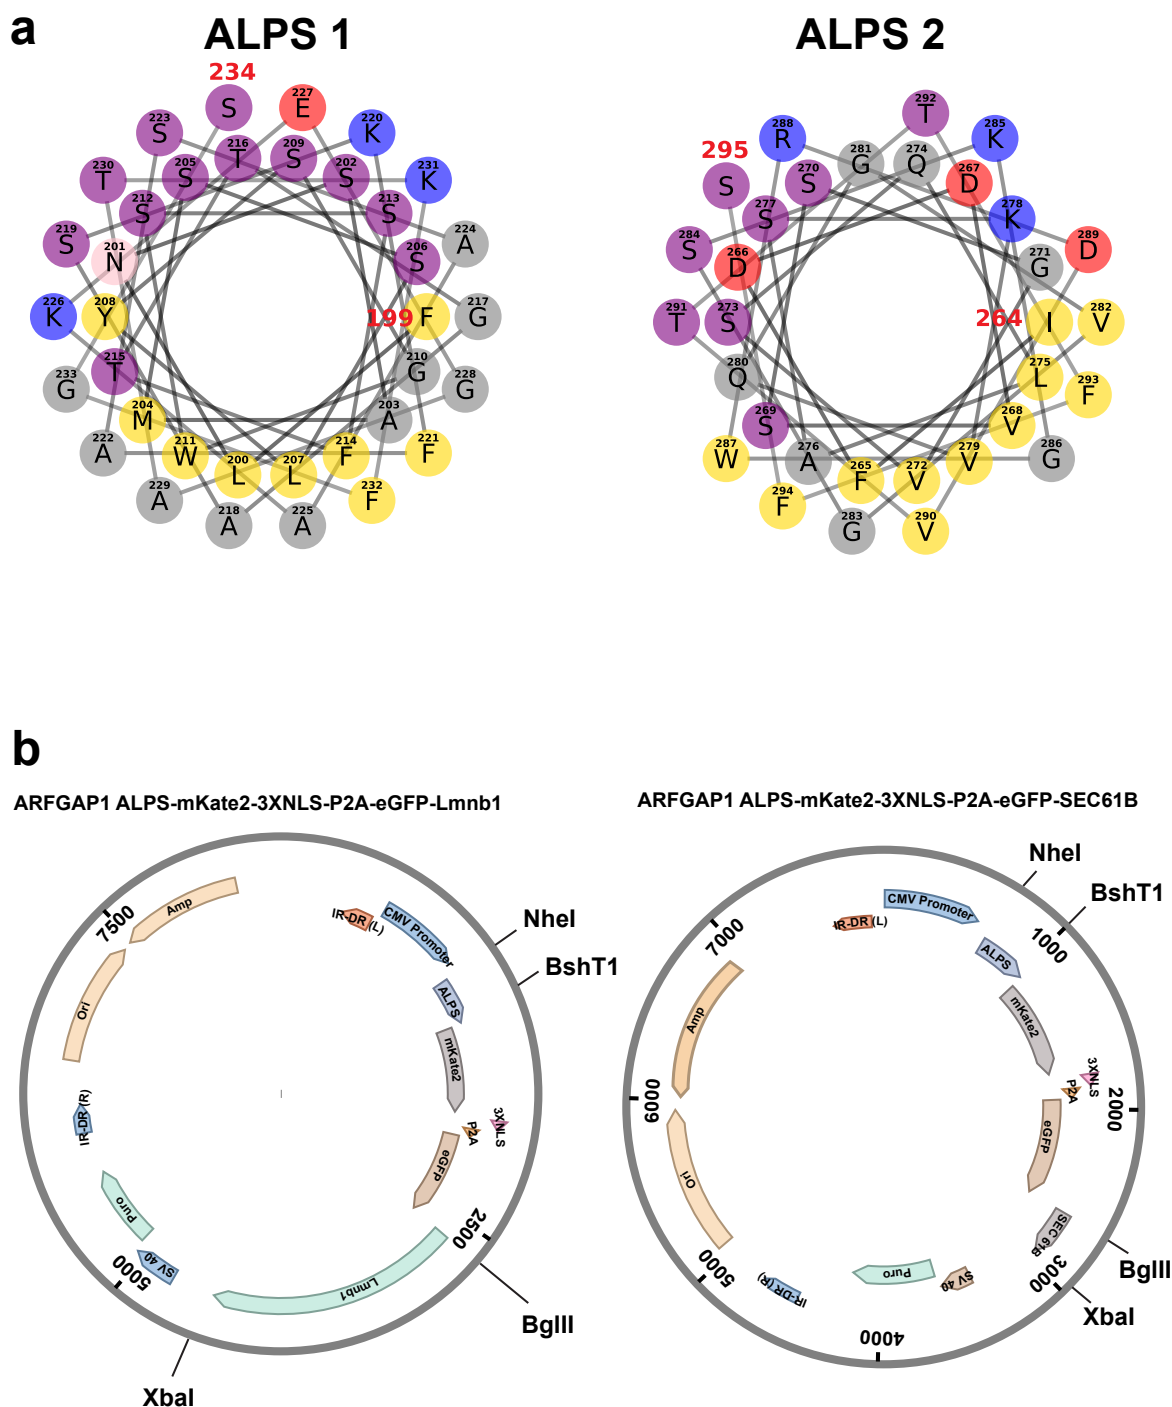 a
ALPS 1
ALPS 2
234
223 S
S
227 E
220 K
230 T
205 S
216 T
209 S
202 S
231 K
212 S
213 S
219 S
201 N
206 S
224 A
226 K
208 Y
199 F
217 G
215 T
210 G
233 G
204 M
203 A
228 G
222 A
211 W
200 L
207 L
214 F
221 F
229 A
218 A
225 A
232 F
295
S
288 R
292 T
285 K
270 S
281 G
274 Q
267 D
277 S
278 K
284 S
266 D
271 G
289 D
291 T
273 S
264 I
282 V
280 Q
275 L
293 F
269 S
268 V
287 W
276 A
265 F
272 V
279 V
286 G
294 F
283 G
290 V
b
ARFGAP1 ALPS-mKate2-3XNLS-P2A-eGFP-Lmnb1
NheI
BshT1
BglII
XbaI
2500
5000
7500
IR-DR (L)
CMV Promoter
ALPS
mKate2
3XNLS
P2A
eGFP
Lmnb1
SV 40
Puro
IR-DR (R)
Ori
Amp
ARFGAP1 ALPS-mKate2-3XNLS-P2A-eGFP-SEC61B
NheI
BshT1
BglII
XbaI
1000
2000
3000
4000
5000
6000
7000
IR-DR (L)
CMV Promoter
ALPS
mKate2
3XNLS
P2A
eGFP
SEC 61B
SV 40
Puro
IR-DR (R)
Ori
Amp